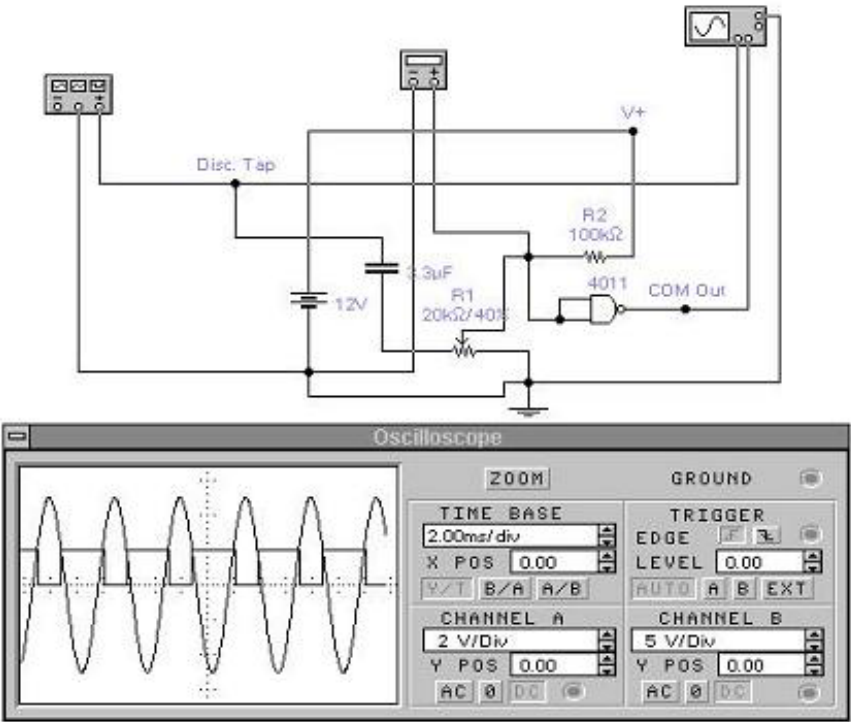 V+
Disc. Tap
R2
100kΩ
3.3µF
4011
COM Out
12V
R1
20kΩ/40%
Oscilloscope
ZOOM
GROUND
TIME BASE
2.00ms/div
X POS 0.00
Y/T B/A A/B
TRIGGER
EDGE
LEVEL 0.00
AUTO A B EXT
CHANNEL A
2 V/Div
Y POS 0.00
AC 0 DC
CHANNEL B
5 V/Div
Y POS 0.00
AC 0 DC